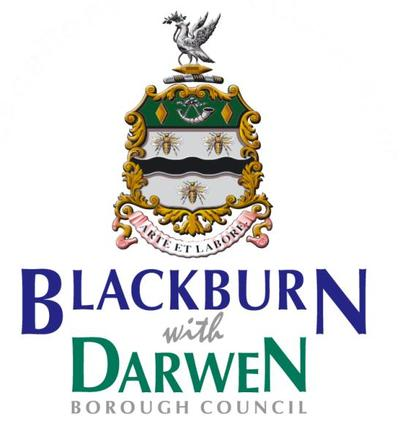 ARTE ET LABORE
BLACKBURN
with
DARWEN
BOROUGH COUNCIL